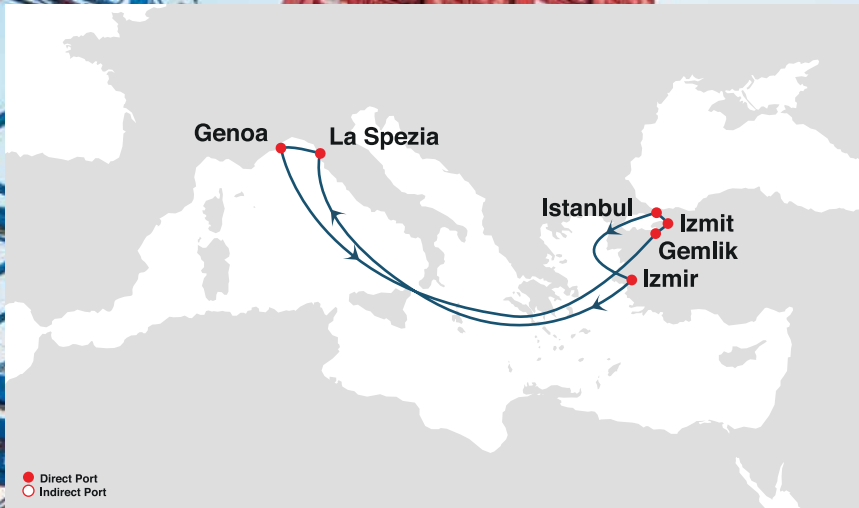 Genoa
La Spezia
Istanbul
Izmit
Gemlik
Izmir
Direct Port
Indirect Port